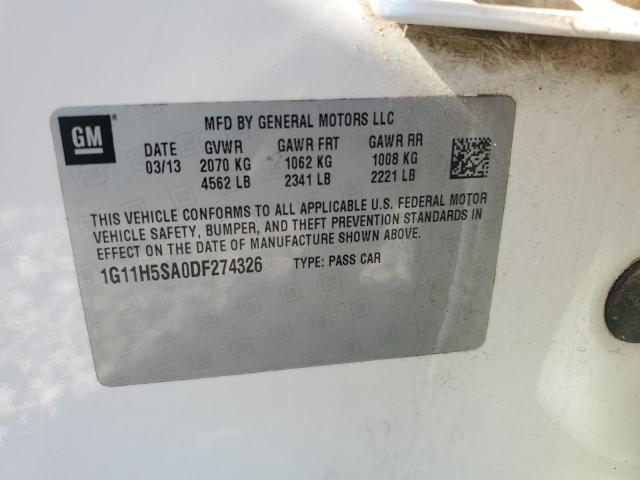 GM ®
MFD BY GENERAL MOTORS LLC
DATE GVWR GAWR FRT GAWR RR
03/13 2070 KG 1062 KG 1008 KG
4562 LB 2341 LB 2221 LB
THIS VEHICLE CONFORMS TO ALL APPLICABLE U.S. FEDERAL MOTOR
VEHICLE SAFETY, BUMPER, AND THEFT PREVENTION STANDARDS IN
EFFECT ON THE DATE OF MANUFACTURE SHOWN ABOVE.
1G11H5SA0DF274326 TYPE: PASS CAR